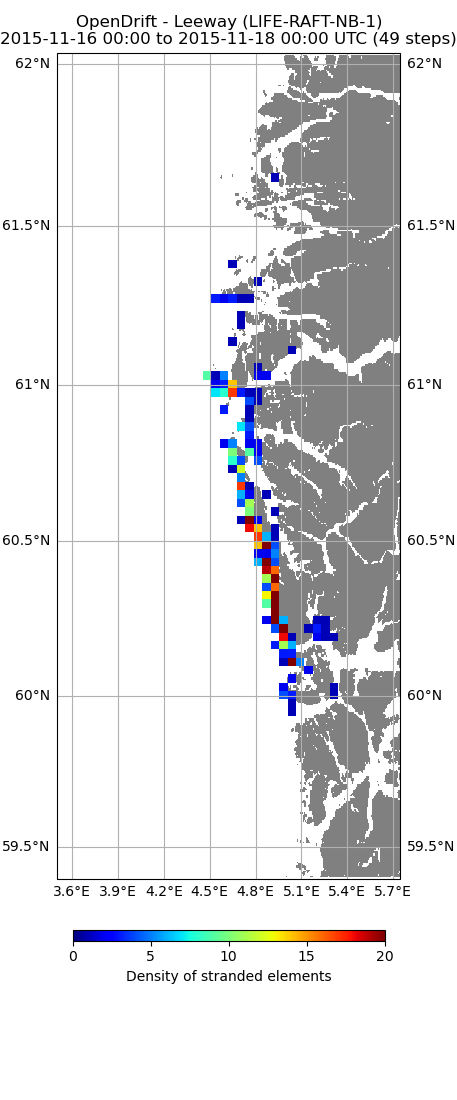 OpenDrift - Leeway (LIFE-RAFT-NB-1)
2015-11-16 00:00 to 2015-11-18 00:00 UTC (49 steps)
62°N 62°N
61.5°N 61.5°N
61°N 61°N
60.5°N 60.5°N
60°N 60°N
59.5°N 59.5°N
3.6°E 3.9°E 4.2°E 4.5°E 4.8°E 5.1°E 5.4°E 5.7°E
0 5 10 15 20
Density of stranded elements